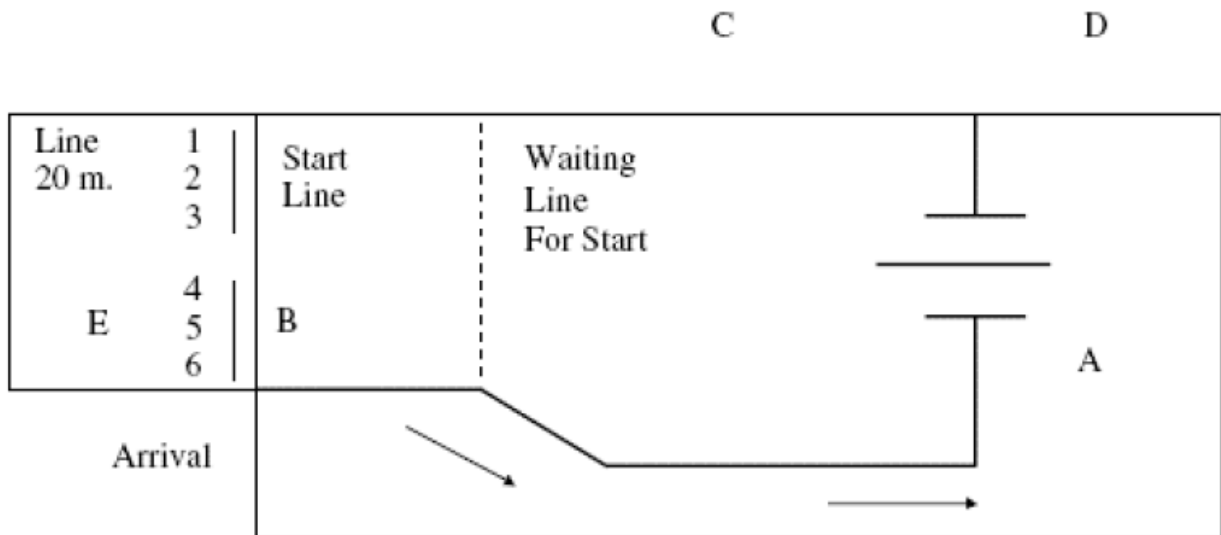 C
D
Line
20 m.
1
2
3
Start
Line
Waiting
Line
For Start
4
5
6
E
B
A
Arrival